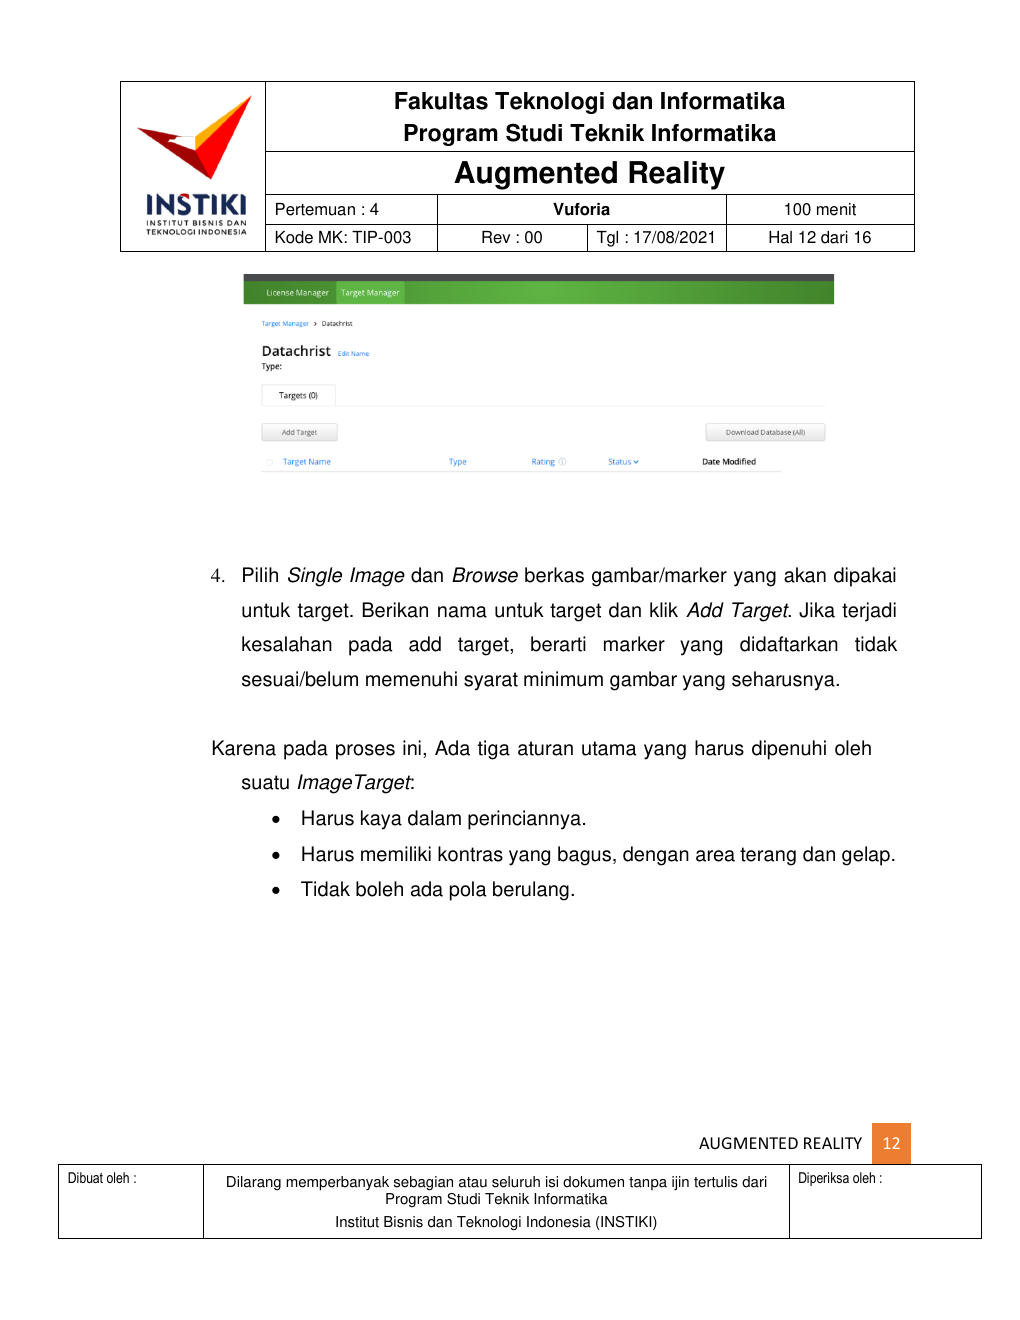 INSTIKI
INSTITUT BISNIS DAN
TEKNOLOGI INDONESIA
Fakultas Teknologi dan Informatika
Program Studi Teknik Informatika
Augmented Reality
Pertemuan : 4
Vuforia
100 menit
Kode MK: TIP-003
Rev : 00
Tgl : 17/08/2021
Hal 12 dari 16
License Manager Target Manager
Target Manager > Datachrist
Datachrist Edit Name
Type:
Targets (0)
Add Target
Download Database (All)
Target Name Type Rating Status Date Modified
4. Pilih Single Image dan Browse berkas gambar/marker yang akan dipakai
untuk target. Berikan nama untuk target dan klik Add Target. Jika terjadi
kesalahan pada add target, berarti marker yang didaftarkan tidak
sesuai/belum memenuhi syarat minimum gambar yang seharusnya.
Karena pada proses ini, Ada tiga aturan utama yang harus dipenuhi oleh
suatu ImageTarget:
• Harus kaya dalam perinciannya.
• Harus memiliki kontras yang bagus, dengan area terang dan gelap.
• Tidak boleh ada pola berulang.
AUGMENTED REALITY 12
Dibuat oleh :
Dilarang memperbanyak sebagian atau seluruh isi dokumen tanpa ijin tertulis dari
Program Studi Teknik Informatika
Institut Bisnis dan Teknologi Indonesia (INSTIKI)
Diperiksa oleh :